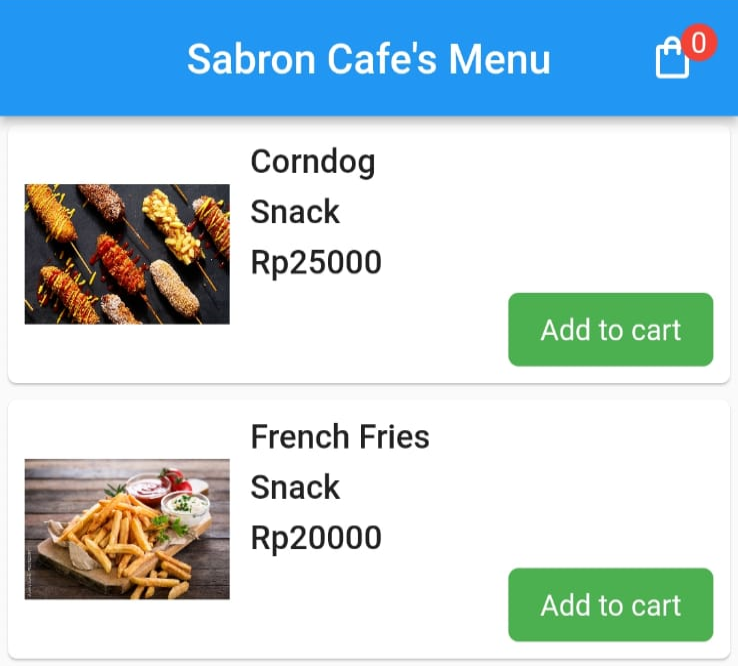 Sabron Cafe's Menu
0
Corndog
Snack
Rp25000
Add to cart
French Fries
Snack
Rp20000
Add to cart